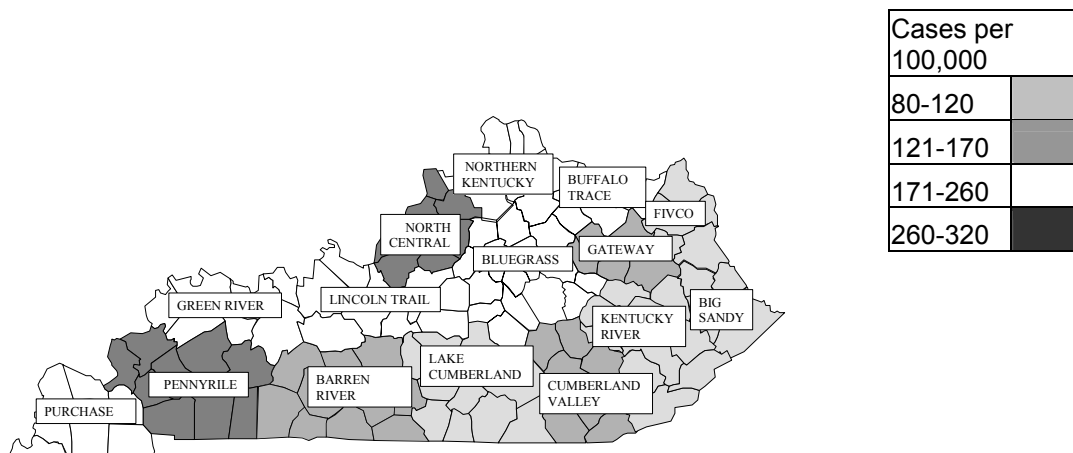 Cases per
100,000
80-120
121-170
171-260
260-320
NORTHERN
KENTUCKY
BUFFALO
TRACE
FIVCO
NORTH
CENTRAL
GATEWAY
BLUEGRASS
GREEN RIVER
LINCOLN TRAIL
BIG
SANDY
KENTUCKY
RIVER
LAKE
CUMBERLAND
PENNYRILE
BARREN
RIVER
CUMBERLAND
VALLEY
PURCHASE